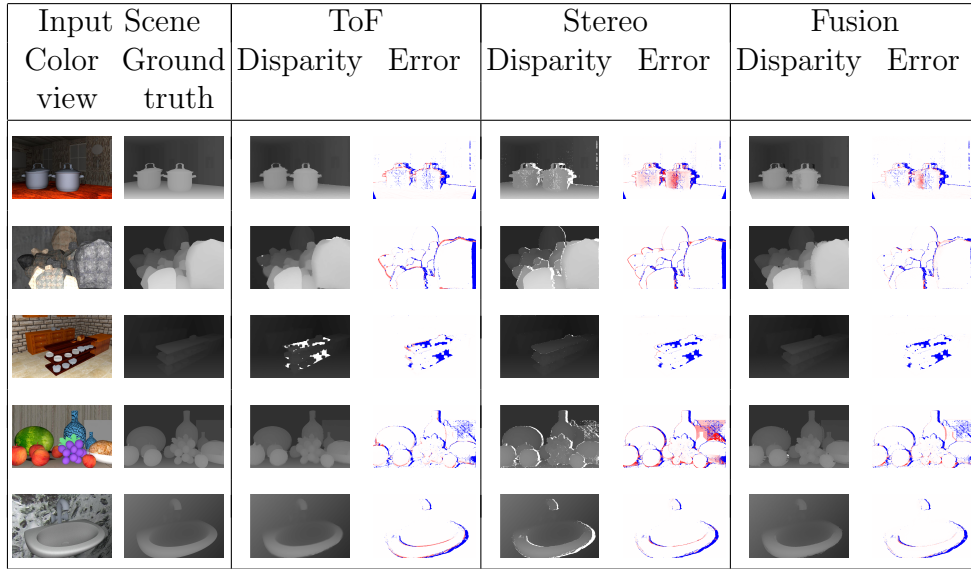 Input Scene ToF Stereo Fusion
Color Ground Disparity Error Disparity Error Disparity Error
view truth